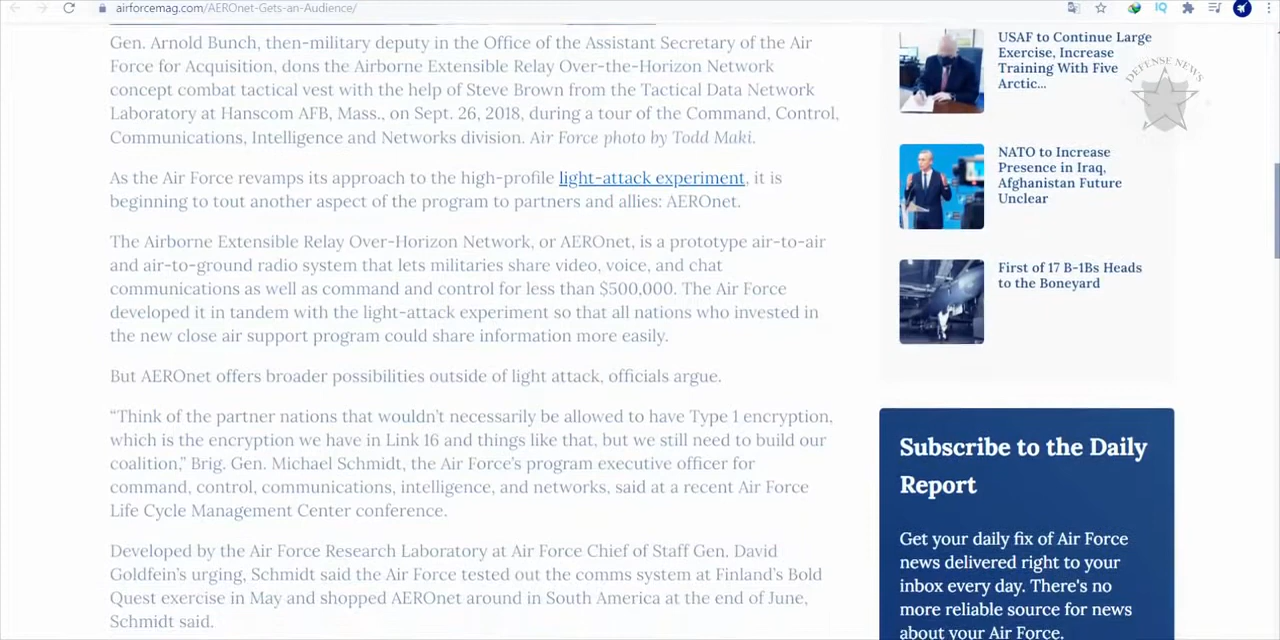 airforcemag.com/AEROnet-Gets-an-Audience/
Gen. Arnold Bunch, then-military deputy in the Office of the Assistant Secretary of the Air
Force for Acquisition, dons the Airborne Extensible Relay Over-the-Horizon Network
concept combat tactical vest with the help of Steve Brown from the Tactical Data Network
Laboratory at Hanscom AFB, Mass., on Sept. 26, 2018, during a tour of the Command, Control,
Communications, Intelligence and Networks division. Air Force photo by Todd Maki.
As the Air Force revamps its approach to the high-profile light-attack experiment, it is
beginning to tout another aspect of the program to partners and allies: AEROnet.
The Airborne Extensible Relay Over-Horizon Network, or AEROnet, is a prototype air-to-air
and air-to-ground radio system that lets militaries share video, voice, and chat
communications as well as command and control for less than $500,000. The Air Force
developed it in tandem with the light-attack experiment so that all nations who invested in
the new close air support program could share information more easily.
But AEROnet offers broader possibilities outside of light attack, officials argue.
“Think of the partner nations that wouldn’t necessarily be allowed to have Type 1 encryption,
which is the encryption we have in Link 16 and things like that, but we still need to build our
coalition,” Brig. Gen. Michael Schmidt, the Air Force’s program executive officer for
command, control, communications, intelligence, and networks, said at a recent Air Force
Life Cycle Management Center conference.
Developed by the Air Force Research Laboratory at Air Force Chief of Staff Gen. David
Goldfein’s urging, Schmidt said the Air Force tested out the comms system at Finland’s Bold
Quest exercise in May and shopped AEROnet around in South America at the end of June,
Schmidt said.
USAF to Continue Large
Exercise, Increase
Training With Five
Arctic...
DEFENSE NEWS
NATO to Increase
Presence in Iraq,
Afghanistan Future
Unclear
First of 17 B-1Bs Heads
to the Boneyard
Subscribe to the Daily
Report
Get your daily fix of Air Force
news delivered right to your
inbox every day. There's no
more reliable source for news
about your Air Force.